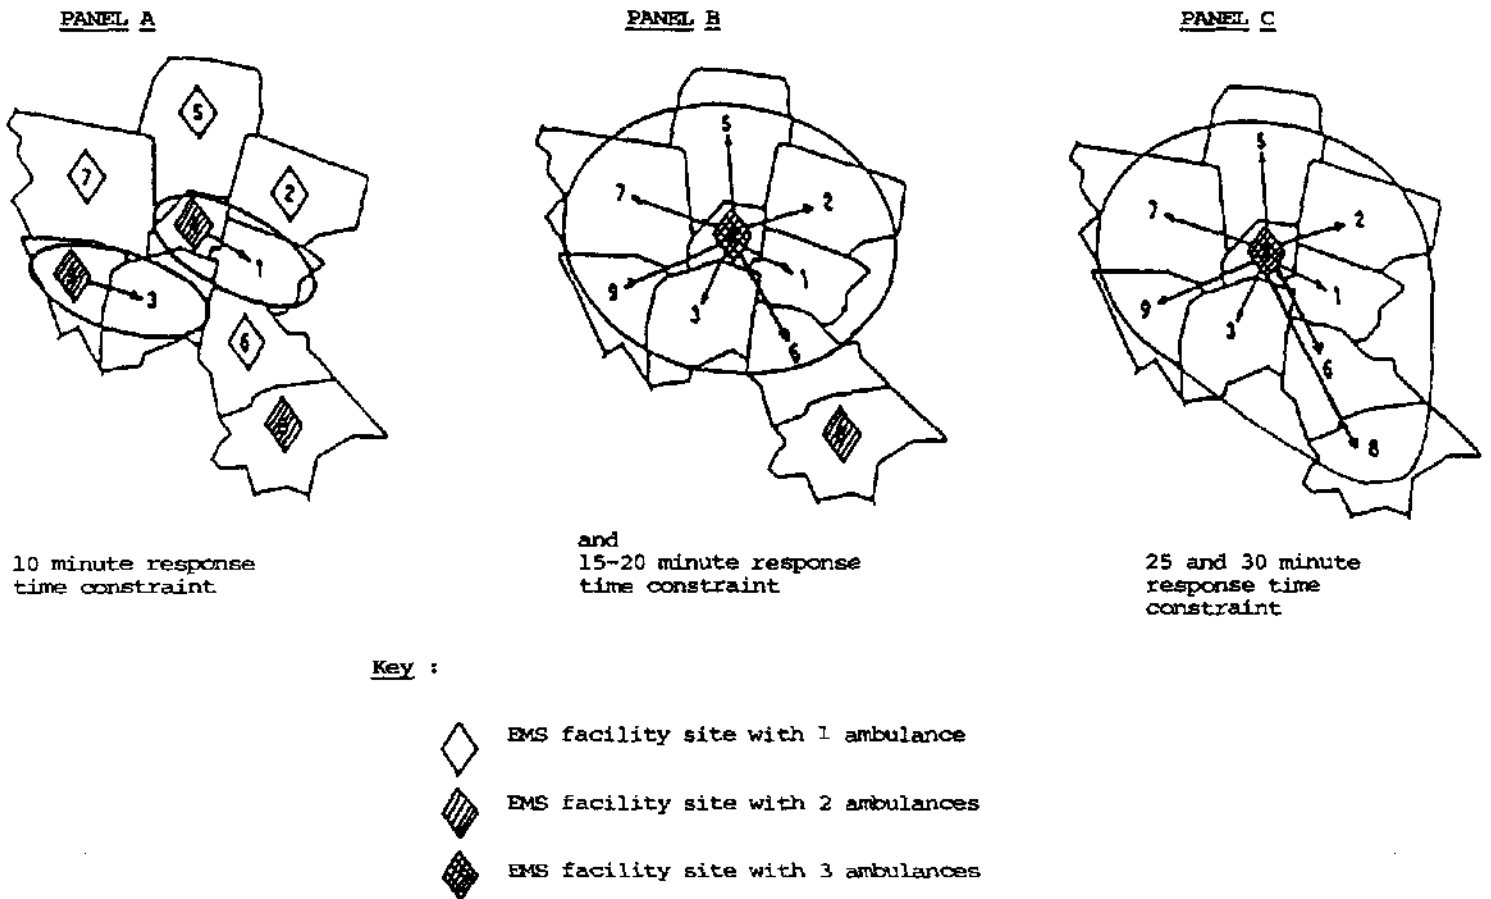 PANEL A
PANEL B
PANEL C
5
7
2
1
3
6
5
7
2
9
1
3
6
5
7
2
9
1
3
6
8
10 minute response
time constraint
and
15-20 minute response
time constraint
25 and 30 minute
response time
constraint
Key :
EMS facility site with 1 ambulance
EMS facility site with 2 ambulances
EMS facility site with 3 ambulances